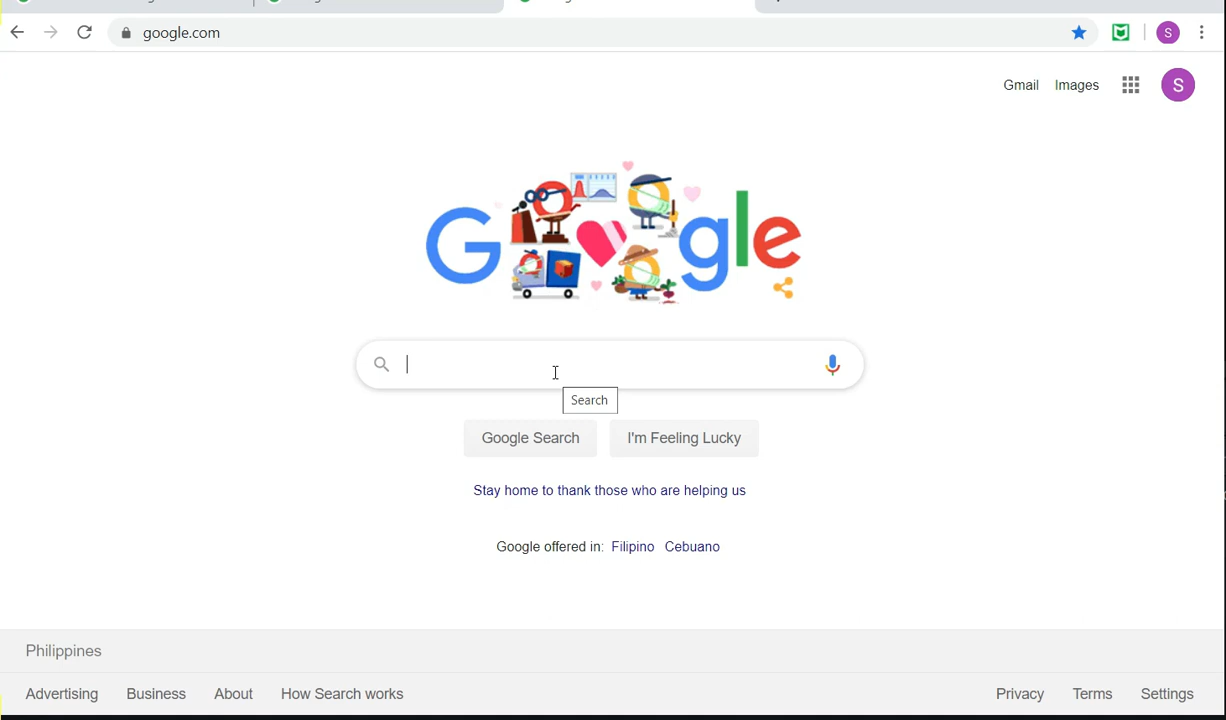 google.com
S
Gmail Images
S
Google
Search
Google Search I'm Feeling Lucky
Stay home to thank those who are helping us
Google offered in: Filipino Cebuano
Philippines
Advertising Business About How Search works Privacy Terms Settings